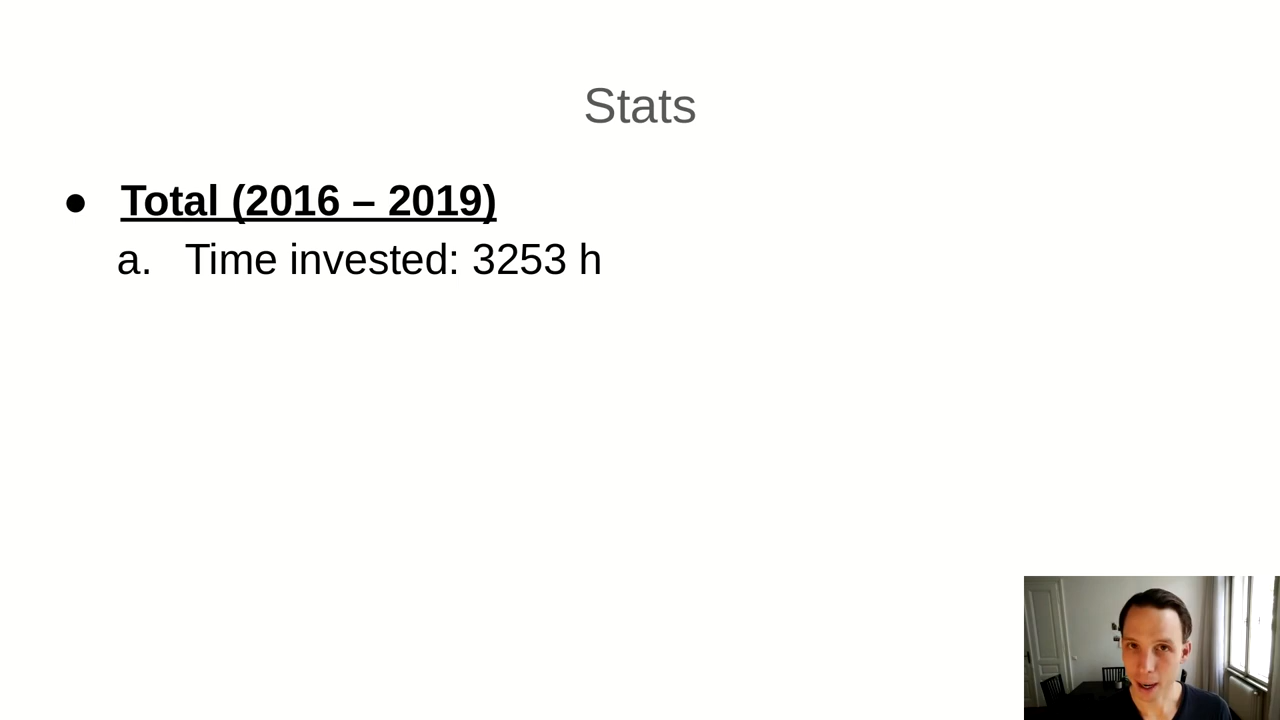 Stats
● Total (2016 – 2019)
a. Time invested: 3253 h